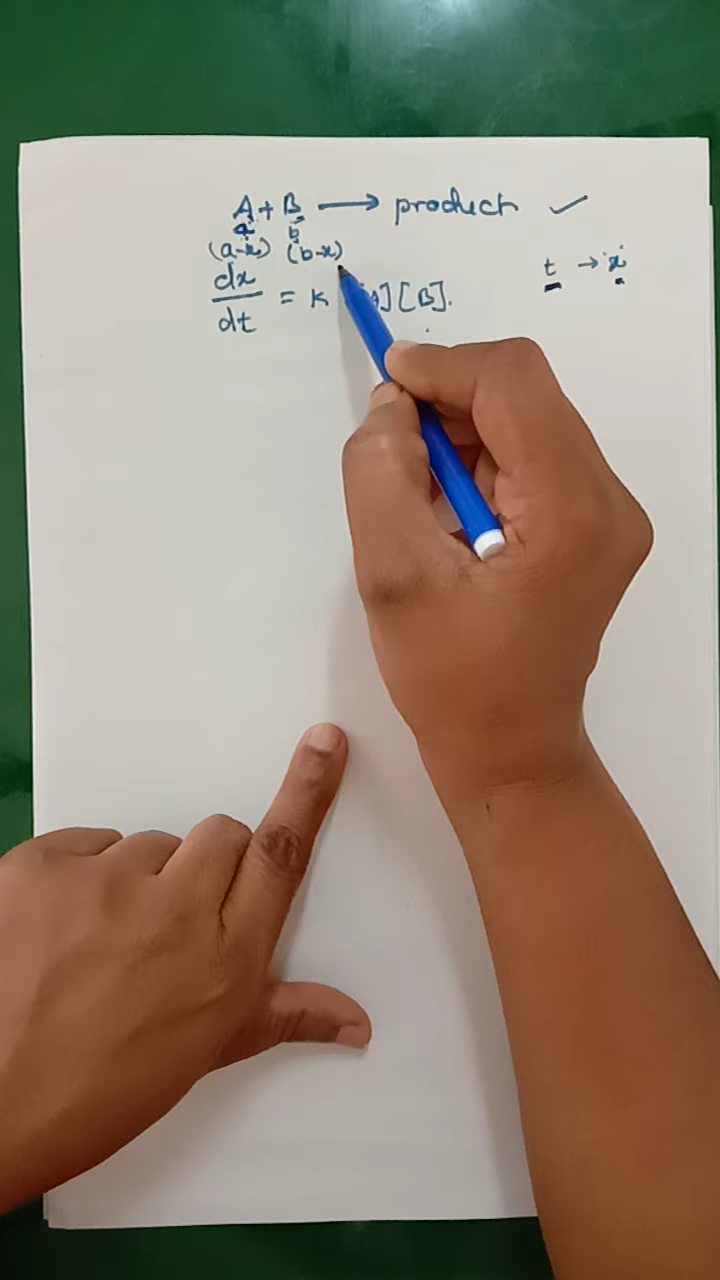 A + B → product ✓
a b
(a-x) (b-x)
t → x
dx/dt = K [A] [B].